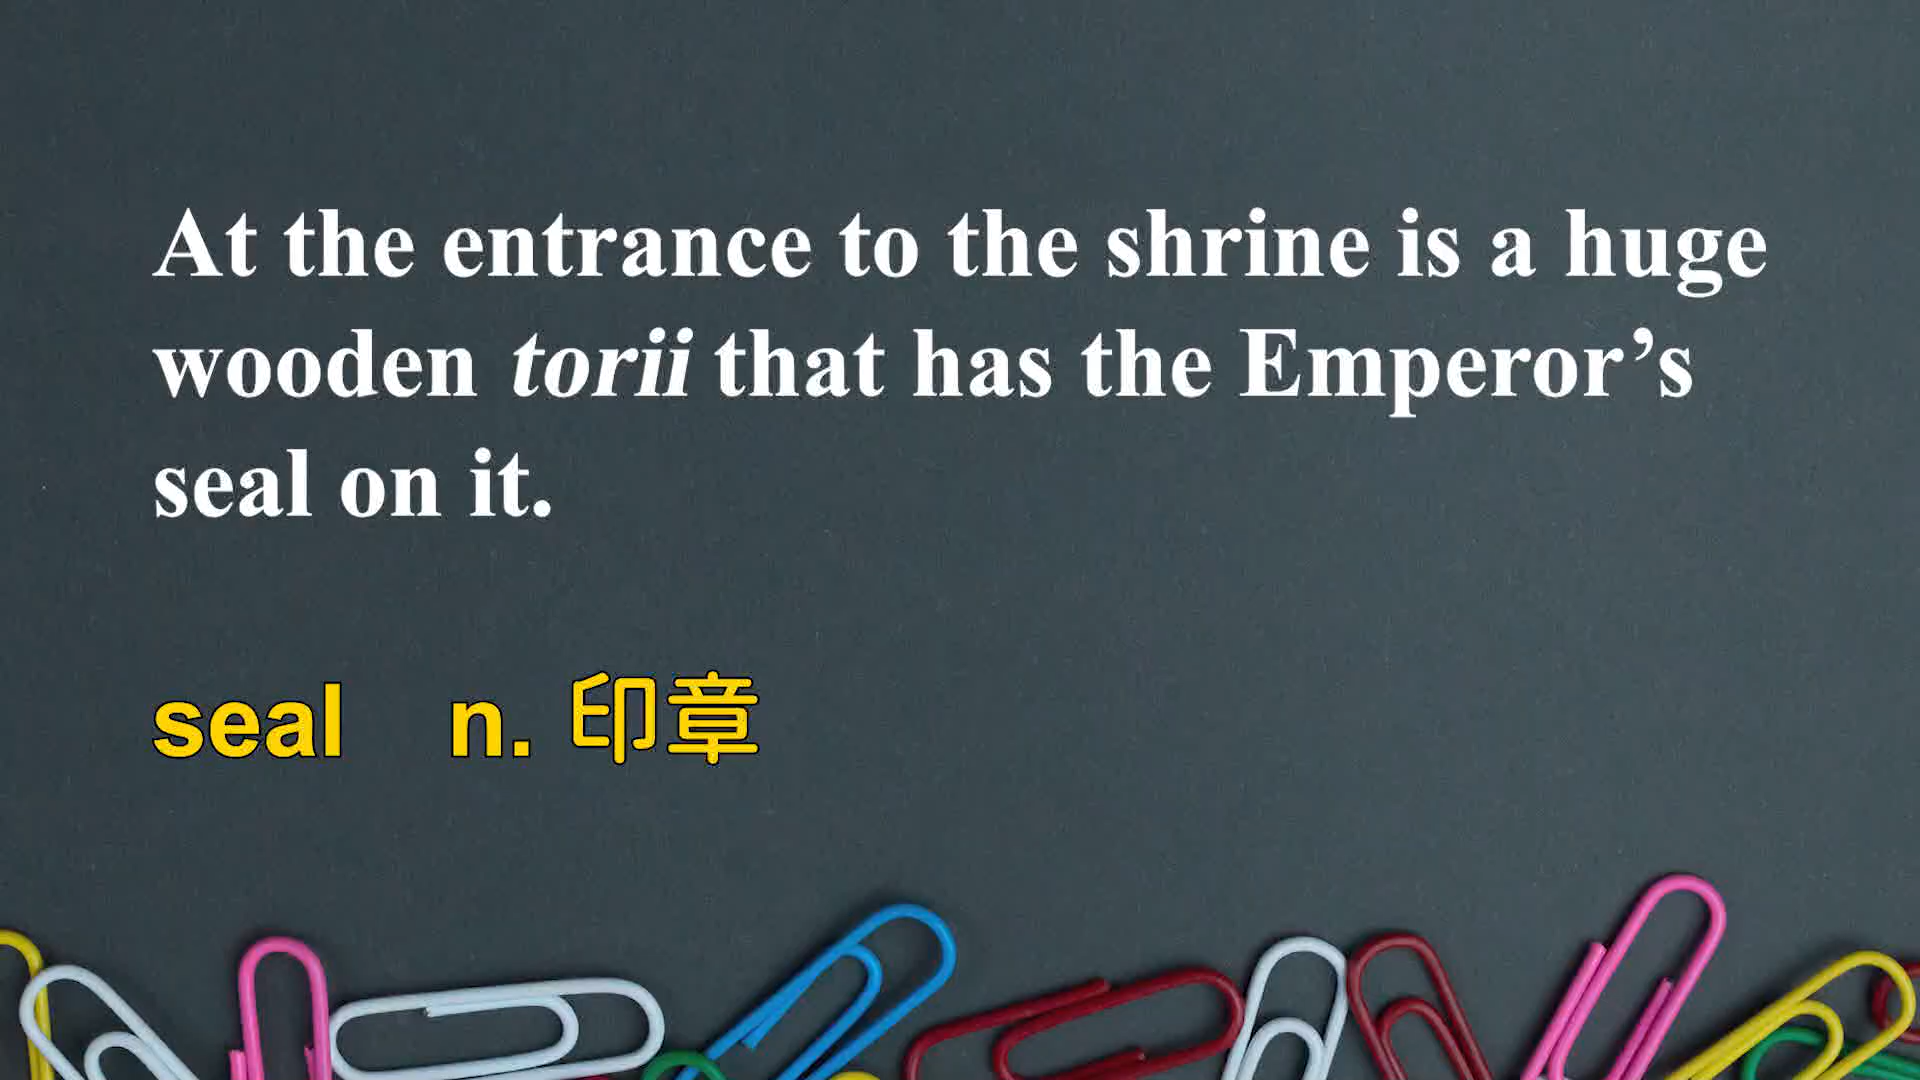 At the entrance to the shrine is a huge
wooden torii that has the Emperor’s
seal on it.
seal n. 印章